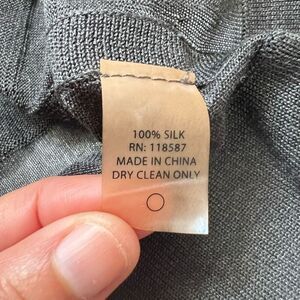 100% SILK
RN: 118587
MADE IN CHINA
DRY CLEAN ONLY